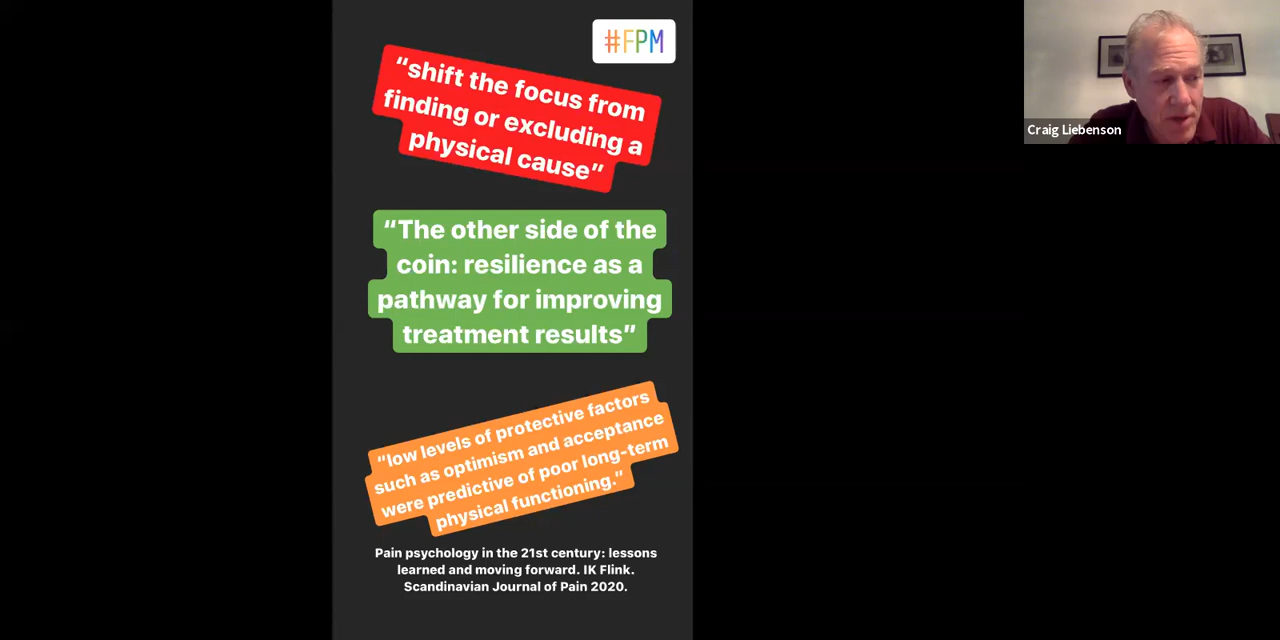 #FPM
“shift the focus from
finding or excluding a
physical cause”
“The other side of the
coin: resilience as a
pathway for improving
treatment results”
“low levels of protective factors
such as optimism and acceptance
were predictive of poor long-term
physical functioning.”
Pain psychology in the 21st century: lessons
learned and moving forward. IK Flink.
Scandinavian Journal of Pain 2020.
Craig Liebenson